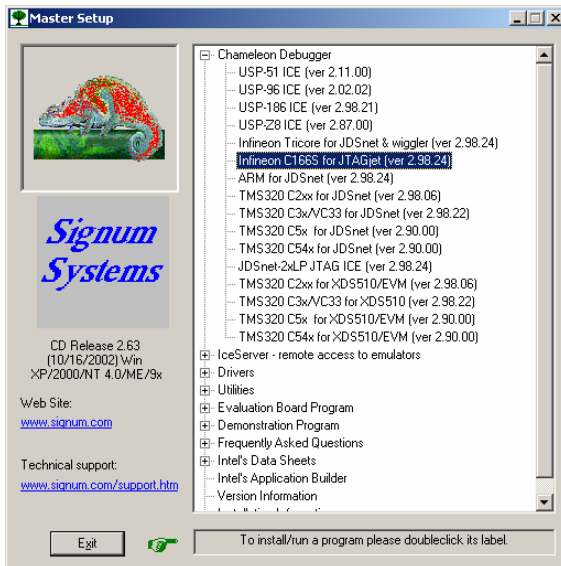 Master Setup
Chameleon Debugger
USP-51 ICE (ver 2.11.00)
USP-96 ICE (ver 2.02.02)
USP-186 ICE (ver 2.98.21)
USP-Z8 ICE (ver 2.87.00)
Infineon Tricore for JDSnet & wiggler (ver 2.98.24)
Infineon C166S for JTAGjet (ver 2.98.24)
ARM for JDSnet (ver 2.98.24)
TMS320 C2xx for JDSnet (ver 2.98.06)
TMS320 C3x/VC33 for JDSnet (ver 2.98.22)
TMS320 C5x for JDSnet (ver 2.90.00)
TMS320 C54x for JDSnet (ver 2.90.00)
JDSnet-2xLP JTAG ICE (ver 2.98.24)
TMS320 C2xx for XDS510/EVM (ver 2.98.06)
TMS320 C3x/VC33 for XDS510 (ver 2.98.22)
TMS320 C5x for XDS510/EVM (ver 2.90.00)
TMS320 C54x for XDS510/EVM (ver 2.90.00)
IceServer - remote access to emulators
Drivers
Utilities
Evaluation Board Program
Demonstration Program
Frequently Asked Questions
Intel's Data Sheets
Intel's Application Builder
Version Information
Signum
Systems
CD Release 2.63
(10/16/2002) Win
XP/2000/NT 4.0/ME/9x
Web Site:
www.signum.com
Technical support:
www.signum.com/support.htm
Exit
To install/run a program please doubleclick its label.